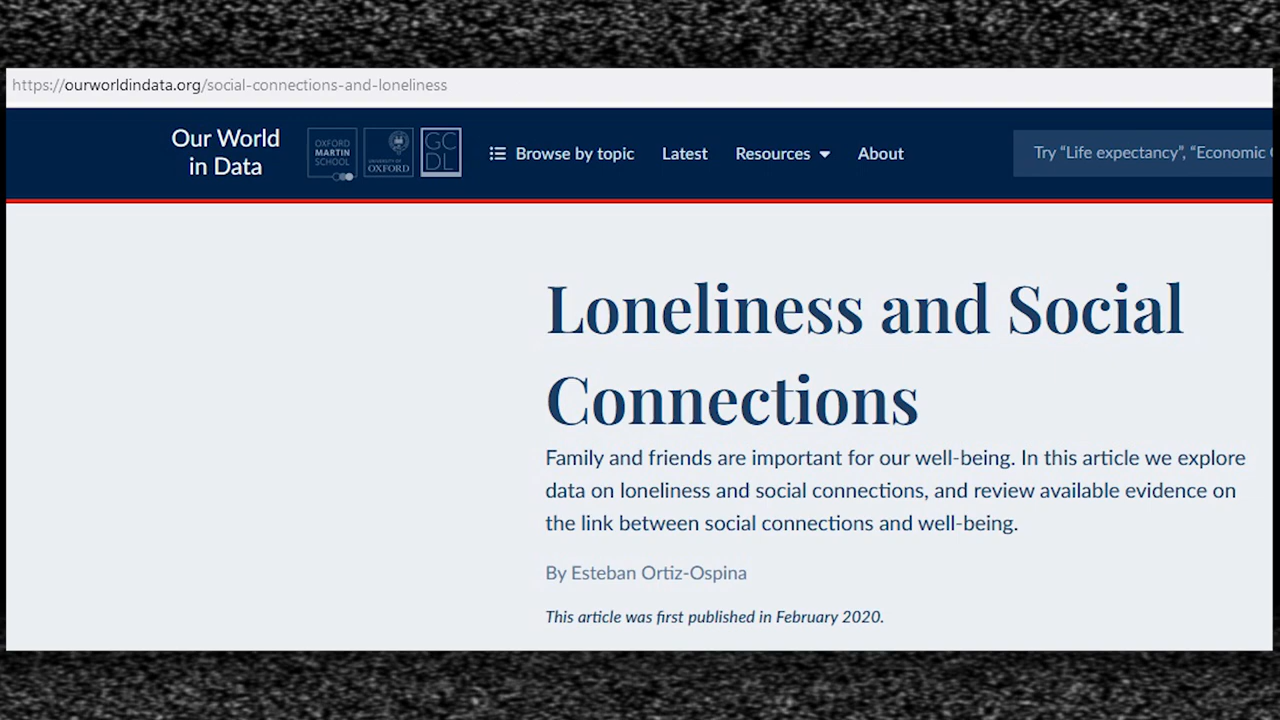 https://ourworldindata.org/social-connections-and-loneliness
Our World
in Data
OXFORD
MARTIN
SCHOOL
UNIVERSITY OF
OXFORD
GC
DL
Browse by topic
Latest
Resources
About
Try “Life expectancy”, “Economic
Loneliness and Social
Connections
Family and friends are important for our well-being. In this article we explore
data on loneliness and social connections, and review available evidence on
the link between social connections and well-being.
By Esteban Ortiz-Ospina
This article was first published in February 2020.